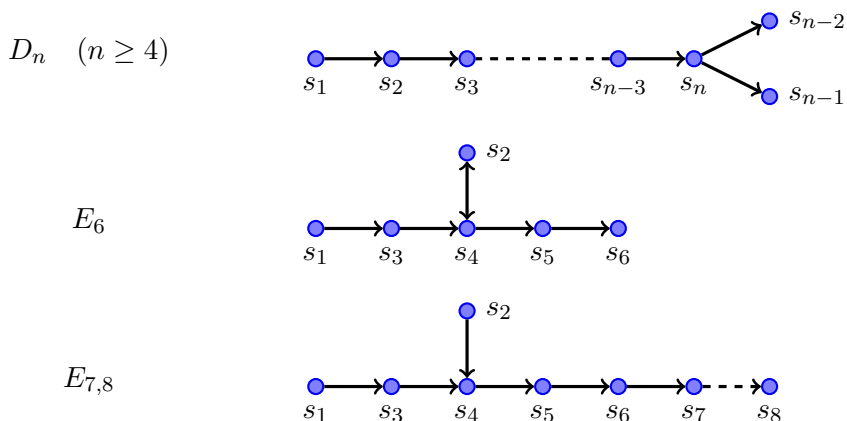 D_n (n ≥ 4)
s_1 s_2 s_3 s_{n−3} s_n s_{n−2} s_{n−1}
E_6
s_2
s_1 s_3 s_4 s_5 s_6
E_{7,8}
s_2
s_1 s_3 s_4 s_5 s_6 s_7 s_8